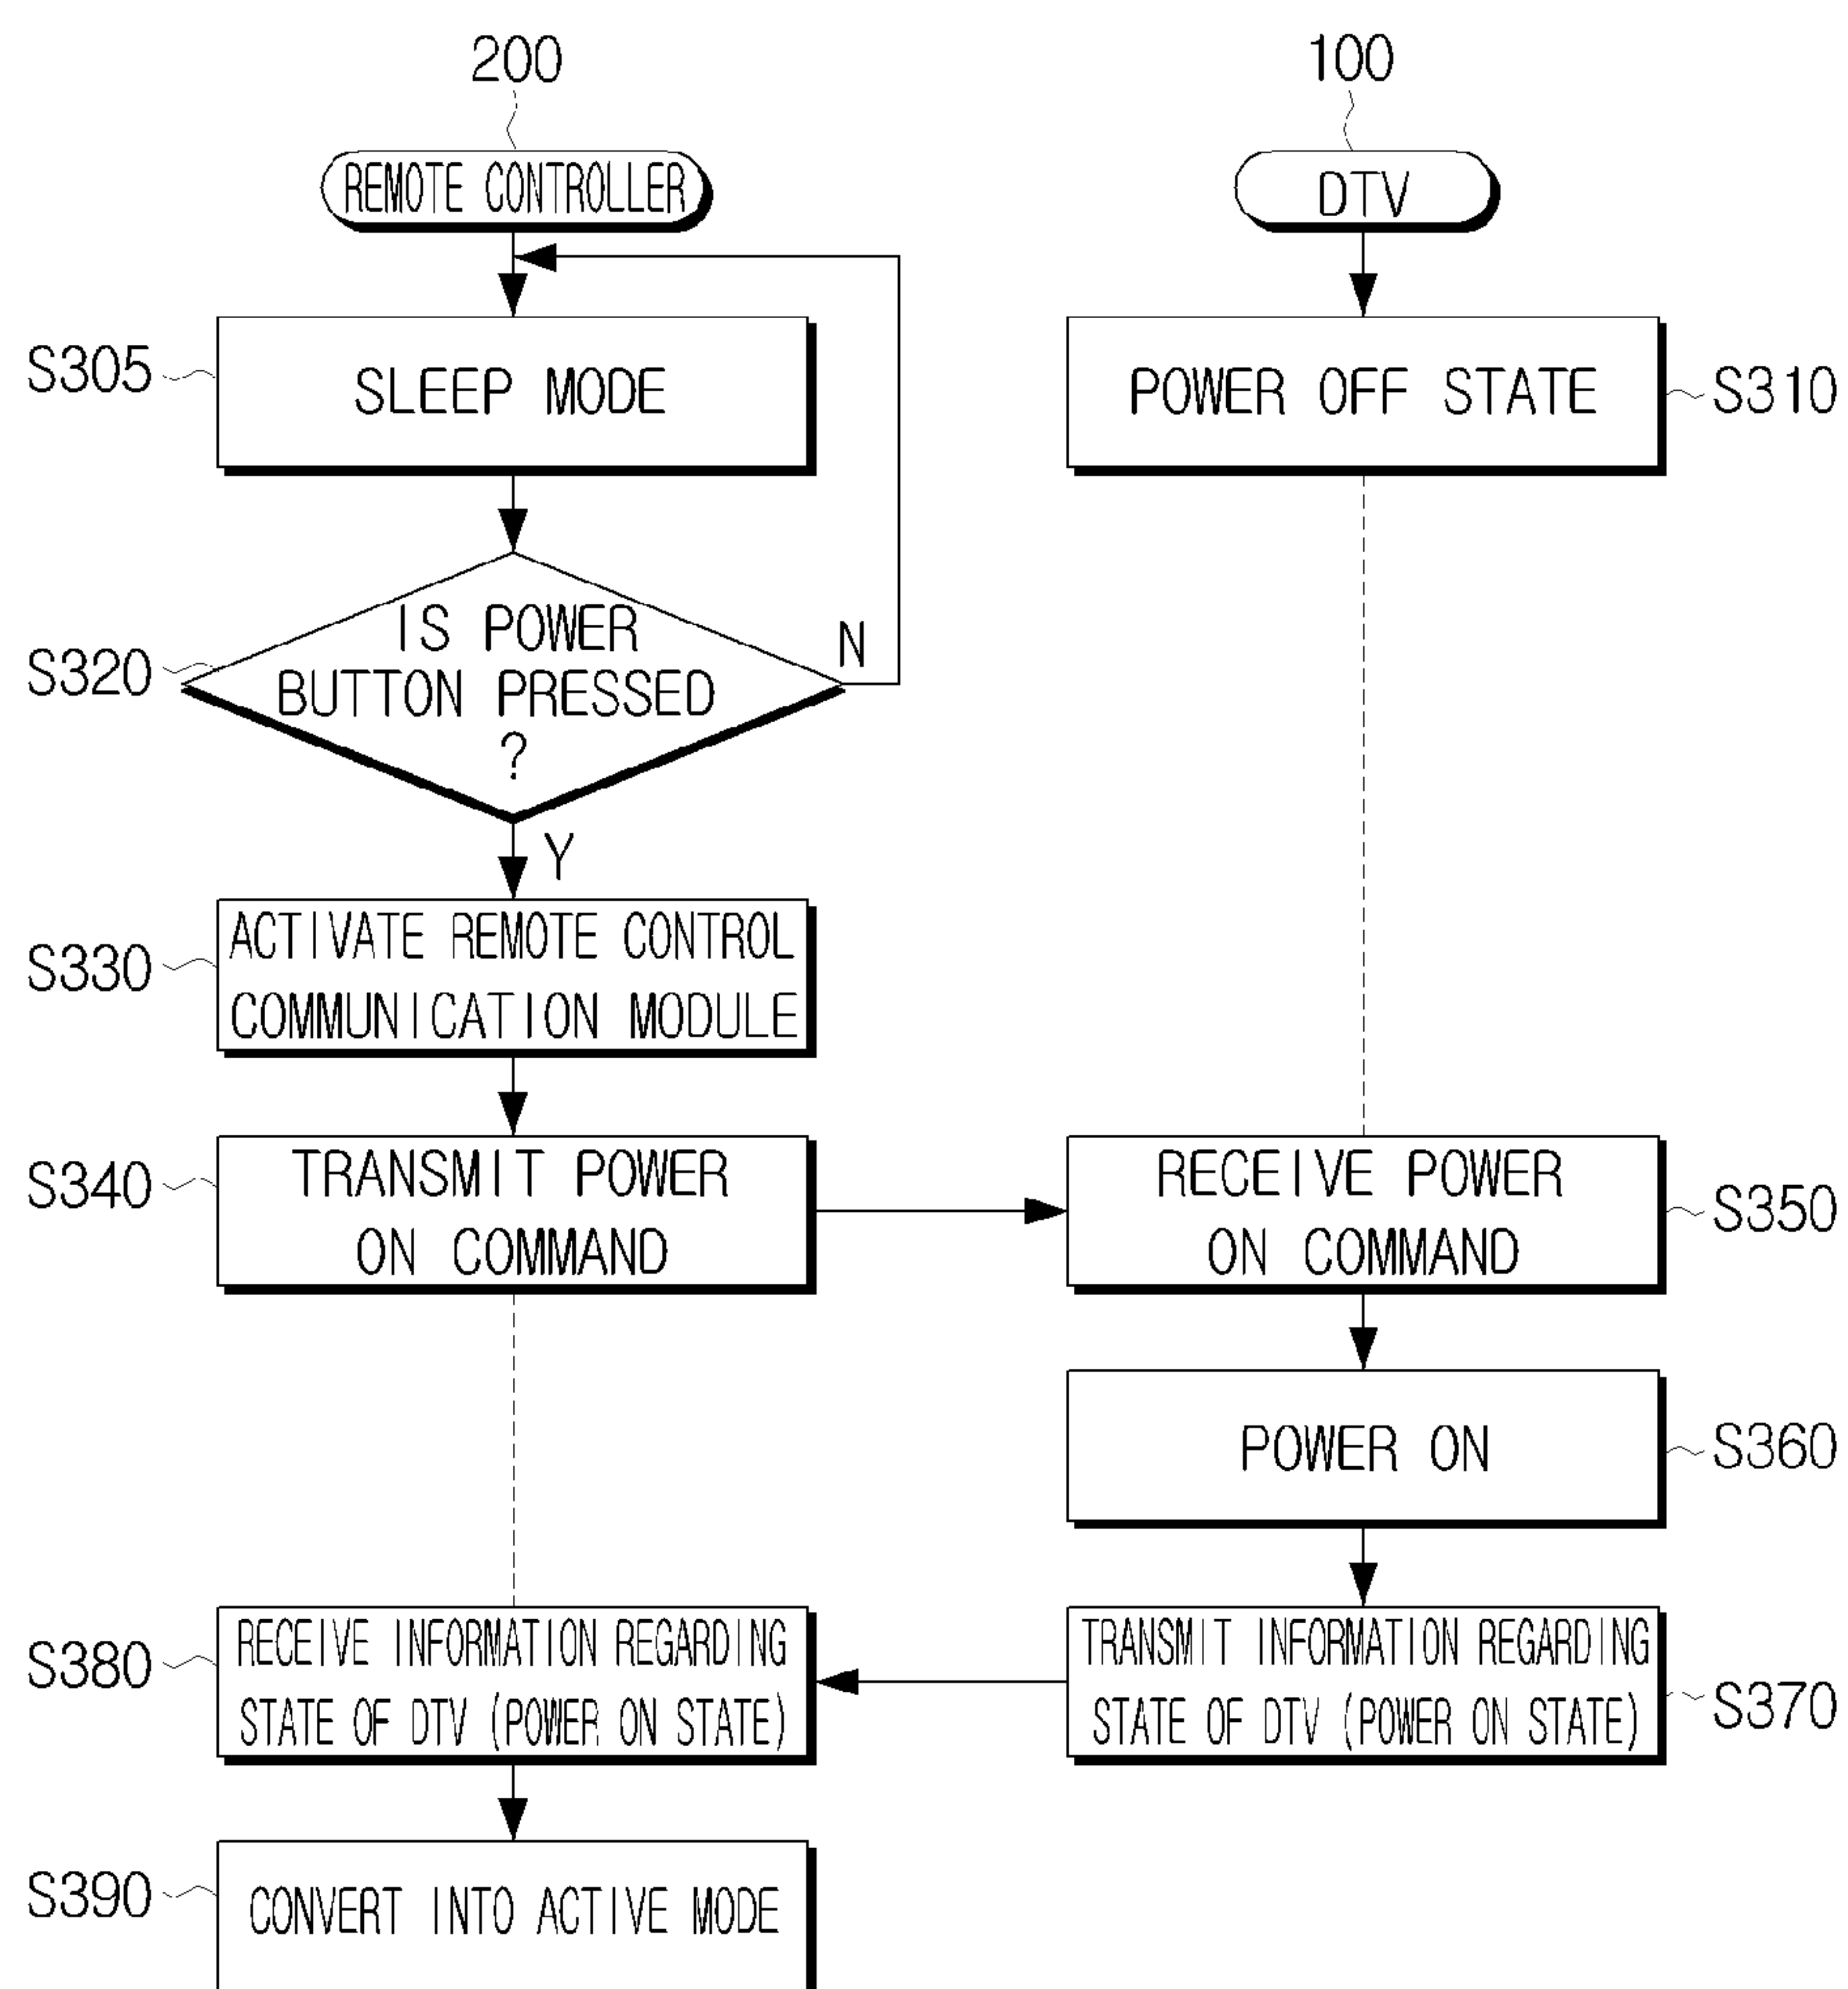 200
100
REMOTE CONTROLLER
DTV
S305
SLEEP MODE
POWER OFF STATE
S310
S320
IS POWER
BUTTON PRESSED
?
N
Y
S330
ACTIVATE REMOTE CONTROL
COMMUNICATION MODULE
S340
TRANSMIT POWER
ON COMMAND
RECEIVE POWER
ON COMMAND
S350
POWER ON
S360
S380
RECEIVE INFORMATION REGARDING
STATE OF DTV (POWER ON STATE)
TRANSMIT INFORMATION REGARDING
STATE OF DTV (POWER ON STATE)
S370
S390
CONVERT INTO ACTIVE MODE